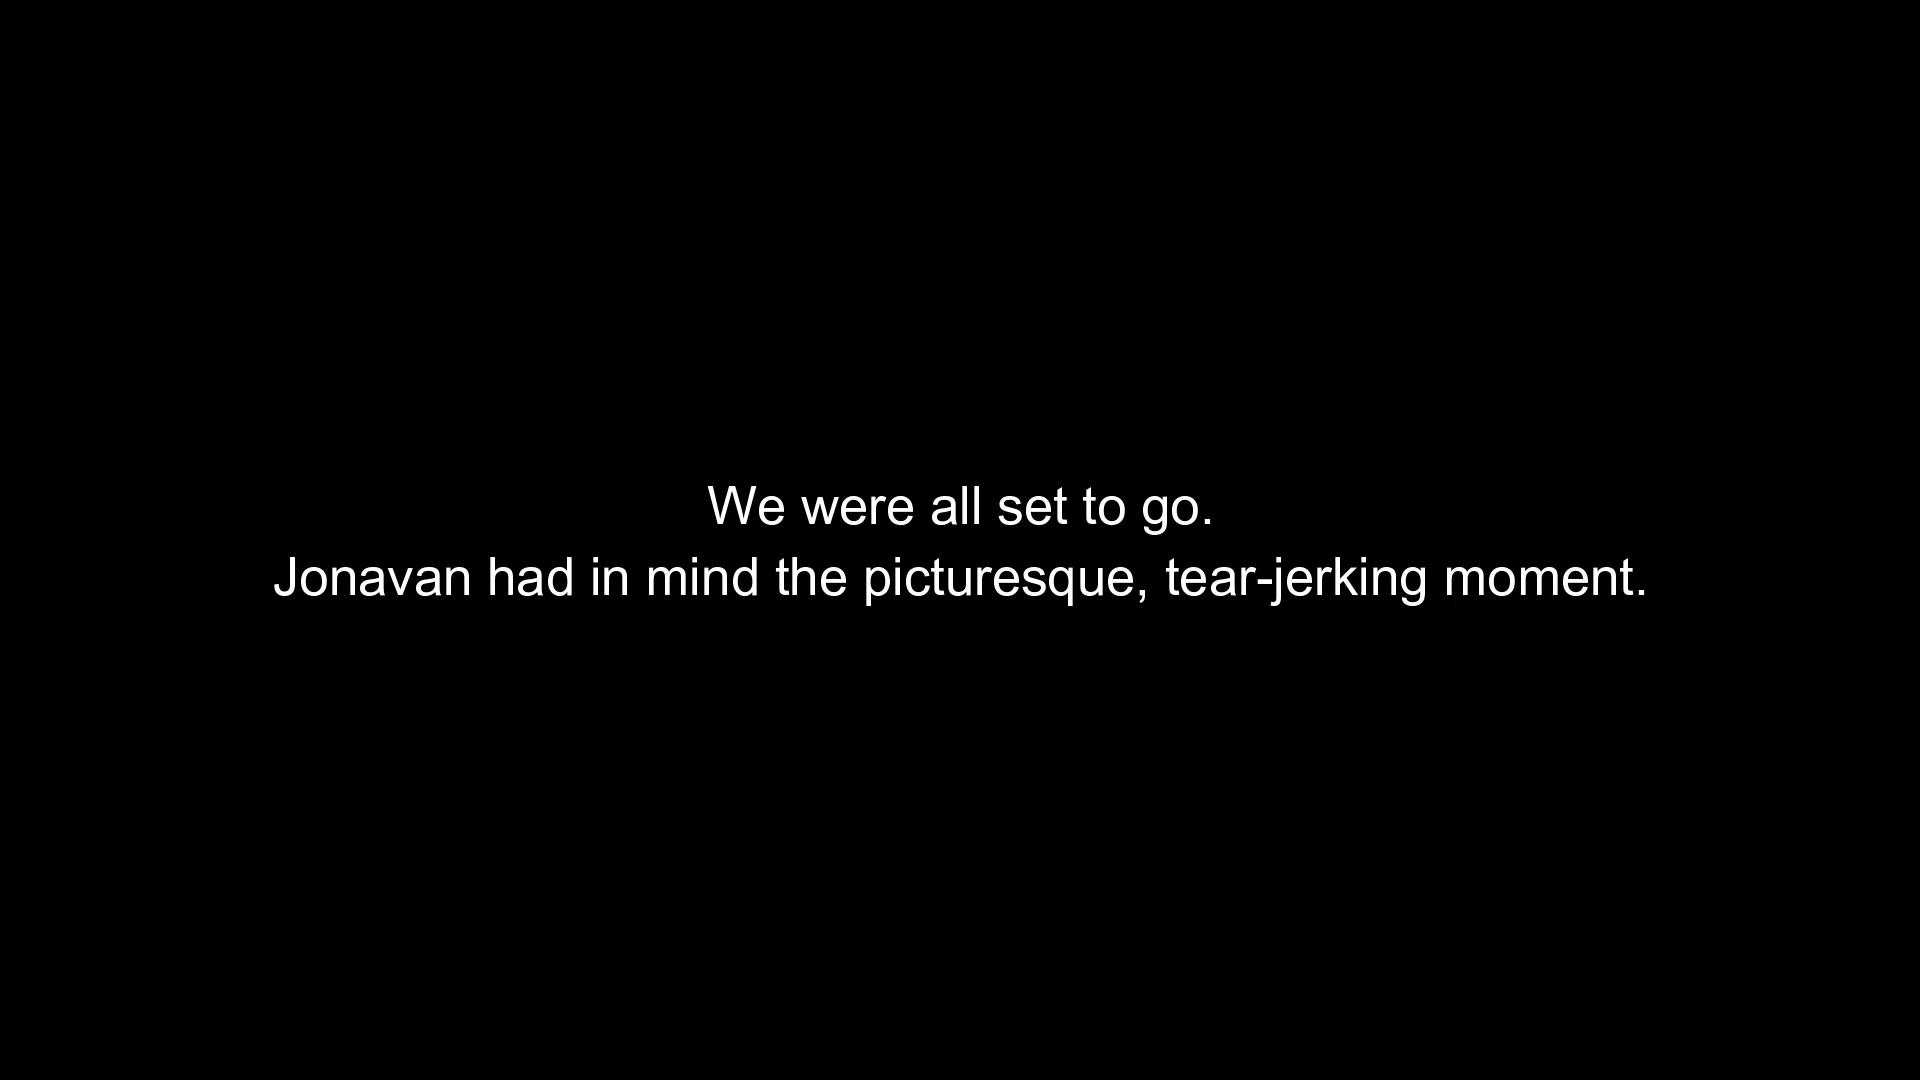 We were all set to go.
Jonavan had in mind the picturesque, tear-jerking moment.